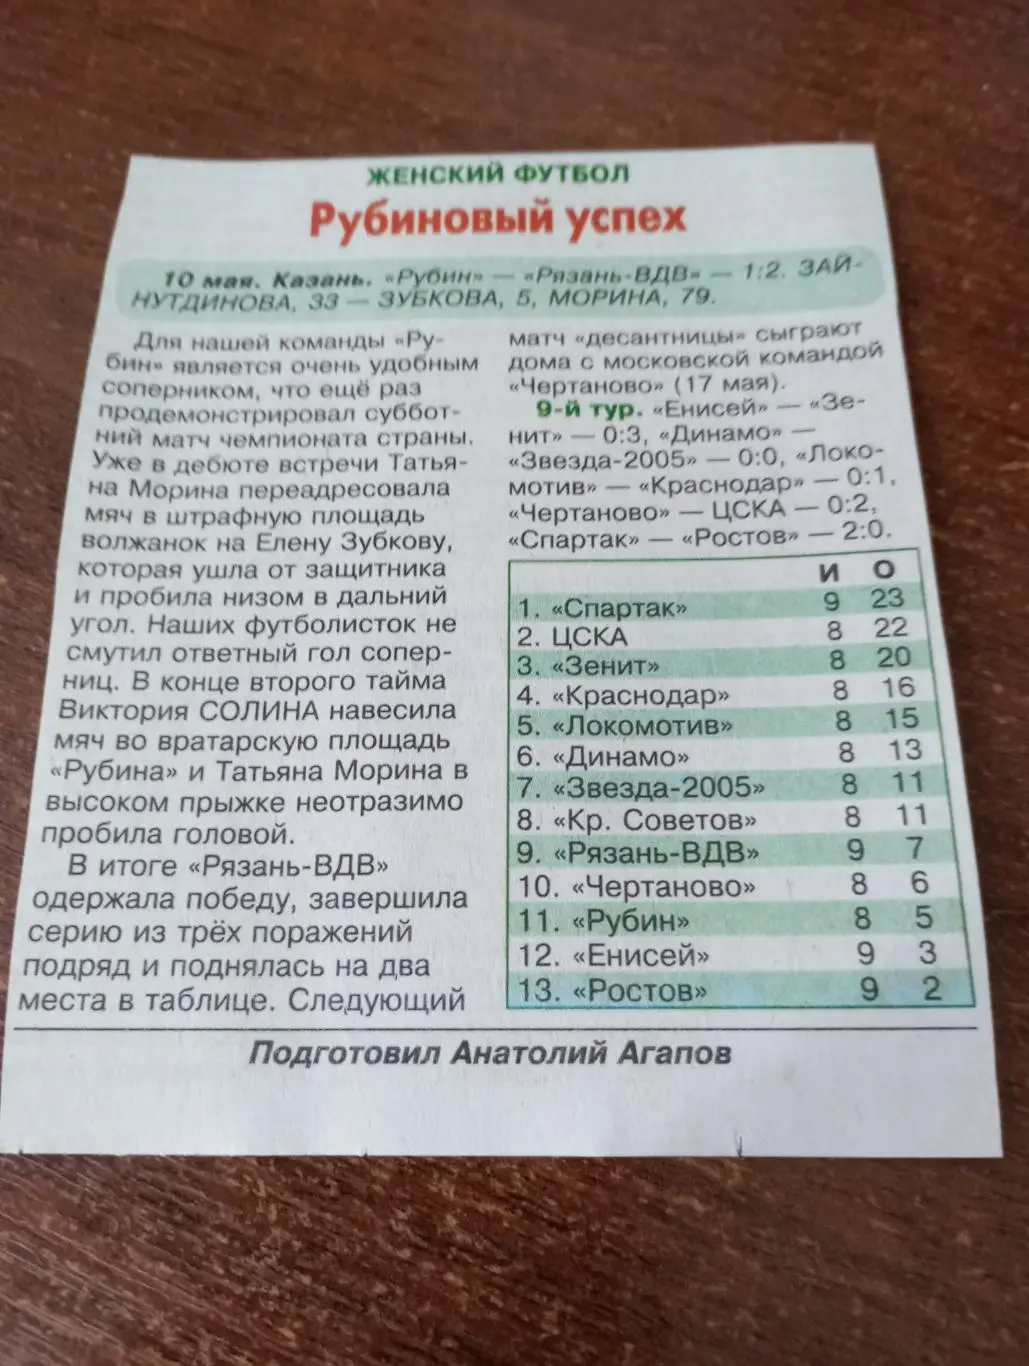 ЖЕНСКИЙ ФУТБОЛ
Рубиновый успех
10 мая. Казань. «Рубин» — «Рязань-ВДВ» — 1:2. ЗАЙ-
НУТДИНОВА, 33 — ЗУБКОВА, 5, МОРИНА, 79.
Для нашей команды «Ру-
бин» является очень удобным
соперником, что ещё раз
продемонстрировал суббот-
ний матч чемпионата страны.
Уже в дебюте встречи Татья-
на Морина переадресовала
мяч в штрафную площадь
волжанок на Елену Зубкову,
которая ушла от защитника
и пробила низом в дальний
угол. Наших футболисток не
смутил ответный гол сопер-
ниц. В конце второго тайма
Виктория СОЛИНА навесила
мяч во вратарскую площадь
«Рубина» и Татьяна Морина в
высоком прыжке неотразимо
пробила головой.
В итоге «Рязань-ВДВ»
одержала победу, завершила
серию из трёх поражений
подряд и поднялась на два
места в таблице. Следующий
матч «десантницы» сыграют
дома с московской командой
«Чертаново» (17 мая).
9-й тур. «Енисей» — «Зе-
нит» — 0:3, «Динамо» —
«Звезда-2005» — 0:0, «Локо-
мотив» — «Краснодар» — 0:1,
«Чертаново» — ЦСКА — 0:2,
«Спартак» — «Ростов» — 2:0.
И О
1. «Спартак» 9 23
2. ЦСКА 8 22
3. «Зенит» 8 20
4. «Краснодар» 8 16
5. «Локомотив» 8 15
6. «Динамо» 8 13
7. «Звезда-2005» 8 11
8. «Кр. Советов» 8 11
9. «Рязань-ВДВ» 9 7
10. «Чертаново» 8 6
11. «Рубин» 8 5
12. «Енисей» 9 3
13. «Ростов» 9 2
Подготовил Анатолий Агапов